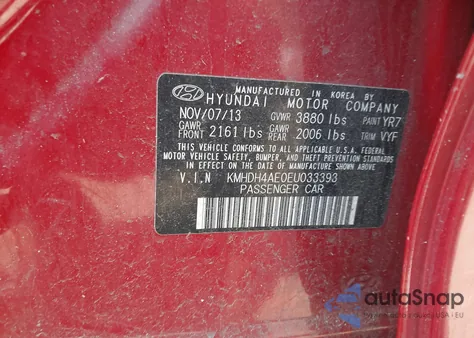 MANUFACTURED IN KOREA BY
HYUNDAI MOTOR COMPANY
NOV/07/13 GVWR 3880 lbs PAINT YR7
GAWR FRONT 2161 lbs GAWR REAR 2006 lbs TRIM VYF
THIS VEHICLE CONFORMS TO ALL APPLICABLE U.S.A. FEDERAL
MOTOR VEHICLE SAFETY, BUMPER, AND THEFT PREVENTION STANDARDS
IN EFFECT ON THE DATE OF MANUFACTURE SHOWN ABOVE.
V.I.N KMHDH4AE0EU033393
PASSENGER CAR
autoSnap